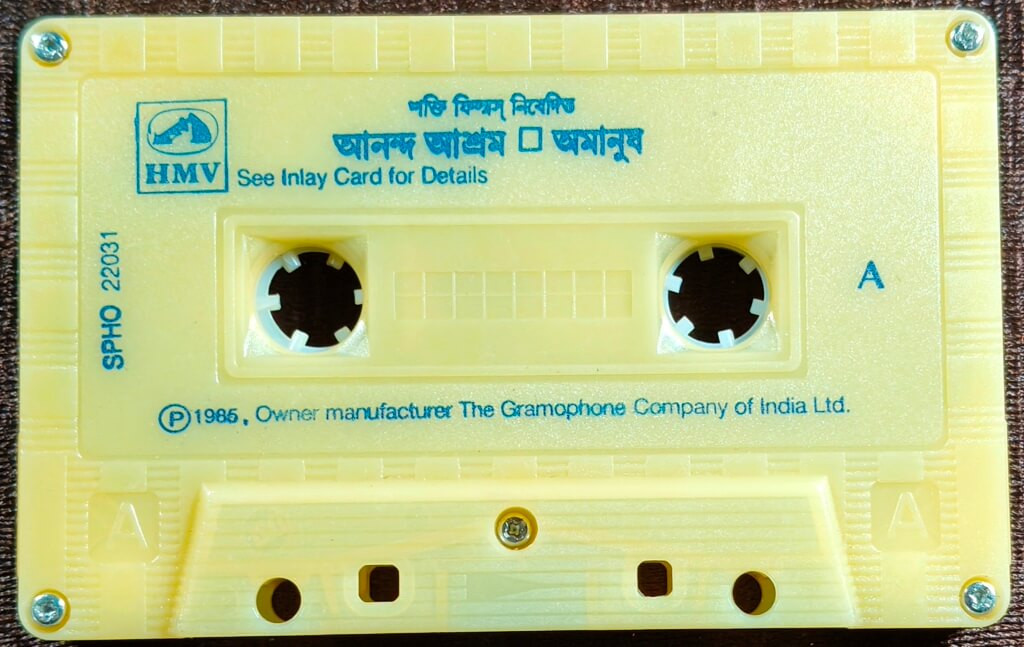 শক্তি ফিল্মস্ নিবেদিত
আনন্দ আশ্রম □ অমানুষ
HMV
See Inlay Card for Details
SPHO 22031
A
Ⓟ 1985, Owner manufacturer The Gramophone Company of India Ltd.
A
A